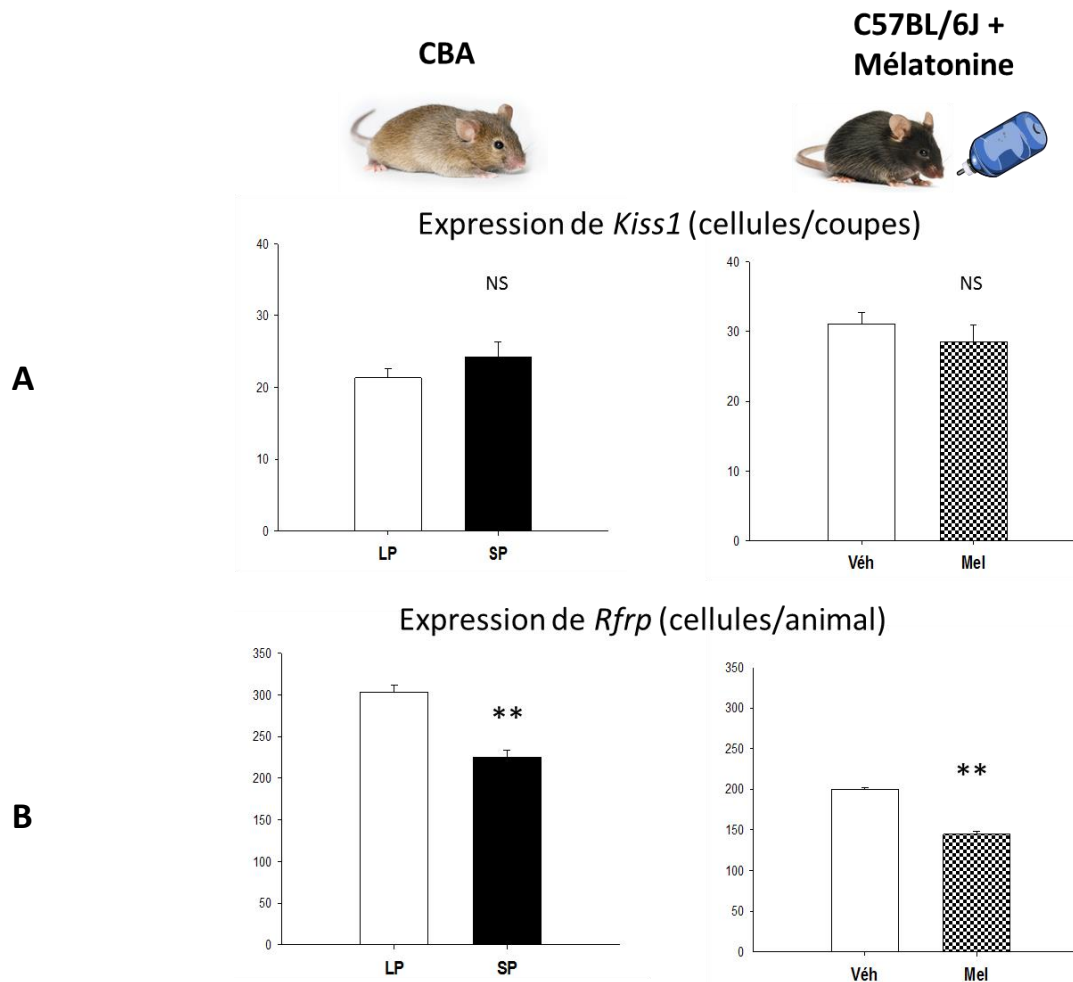 CBA
C57BL/6J +
Mélatonine
Expression de Kiss1 (cellules/coupes)
A
40
30
20
10
0
NS
LP
SP
40
30
20
10
0
NS
Véh
Mel
Expression de Rfrp (cellules/animal)
B
350
300
250
200
150
100
50
0
**
LP
SP
350
300
250
200
150
100
50
0
**
Véh
Mel